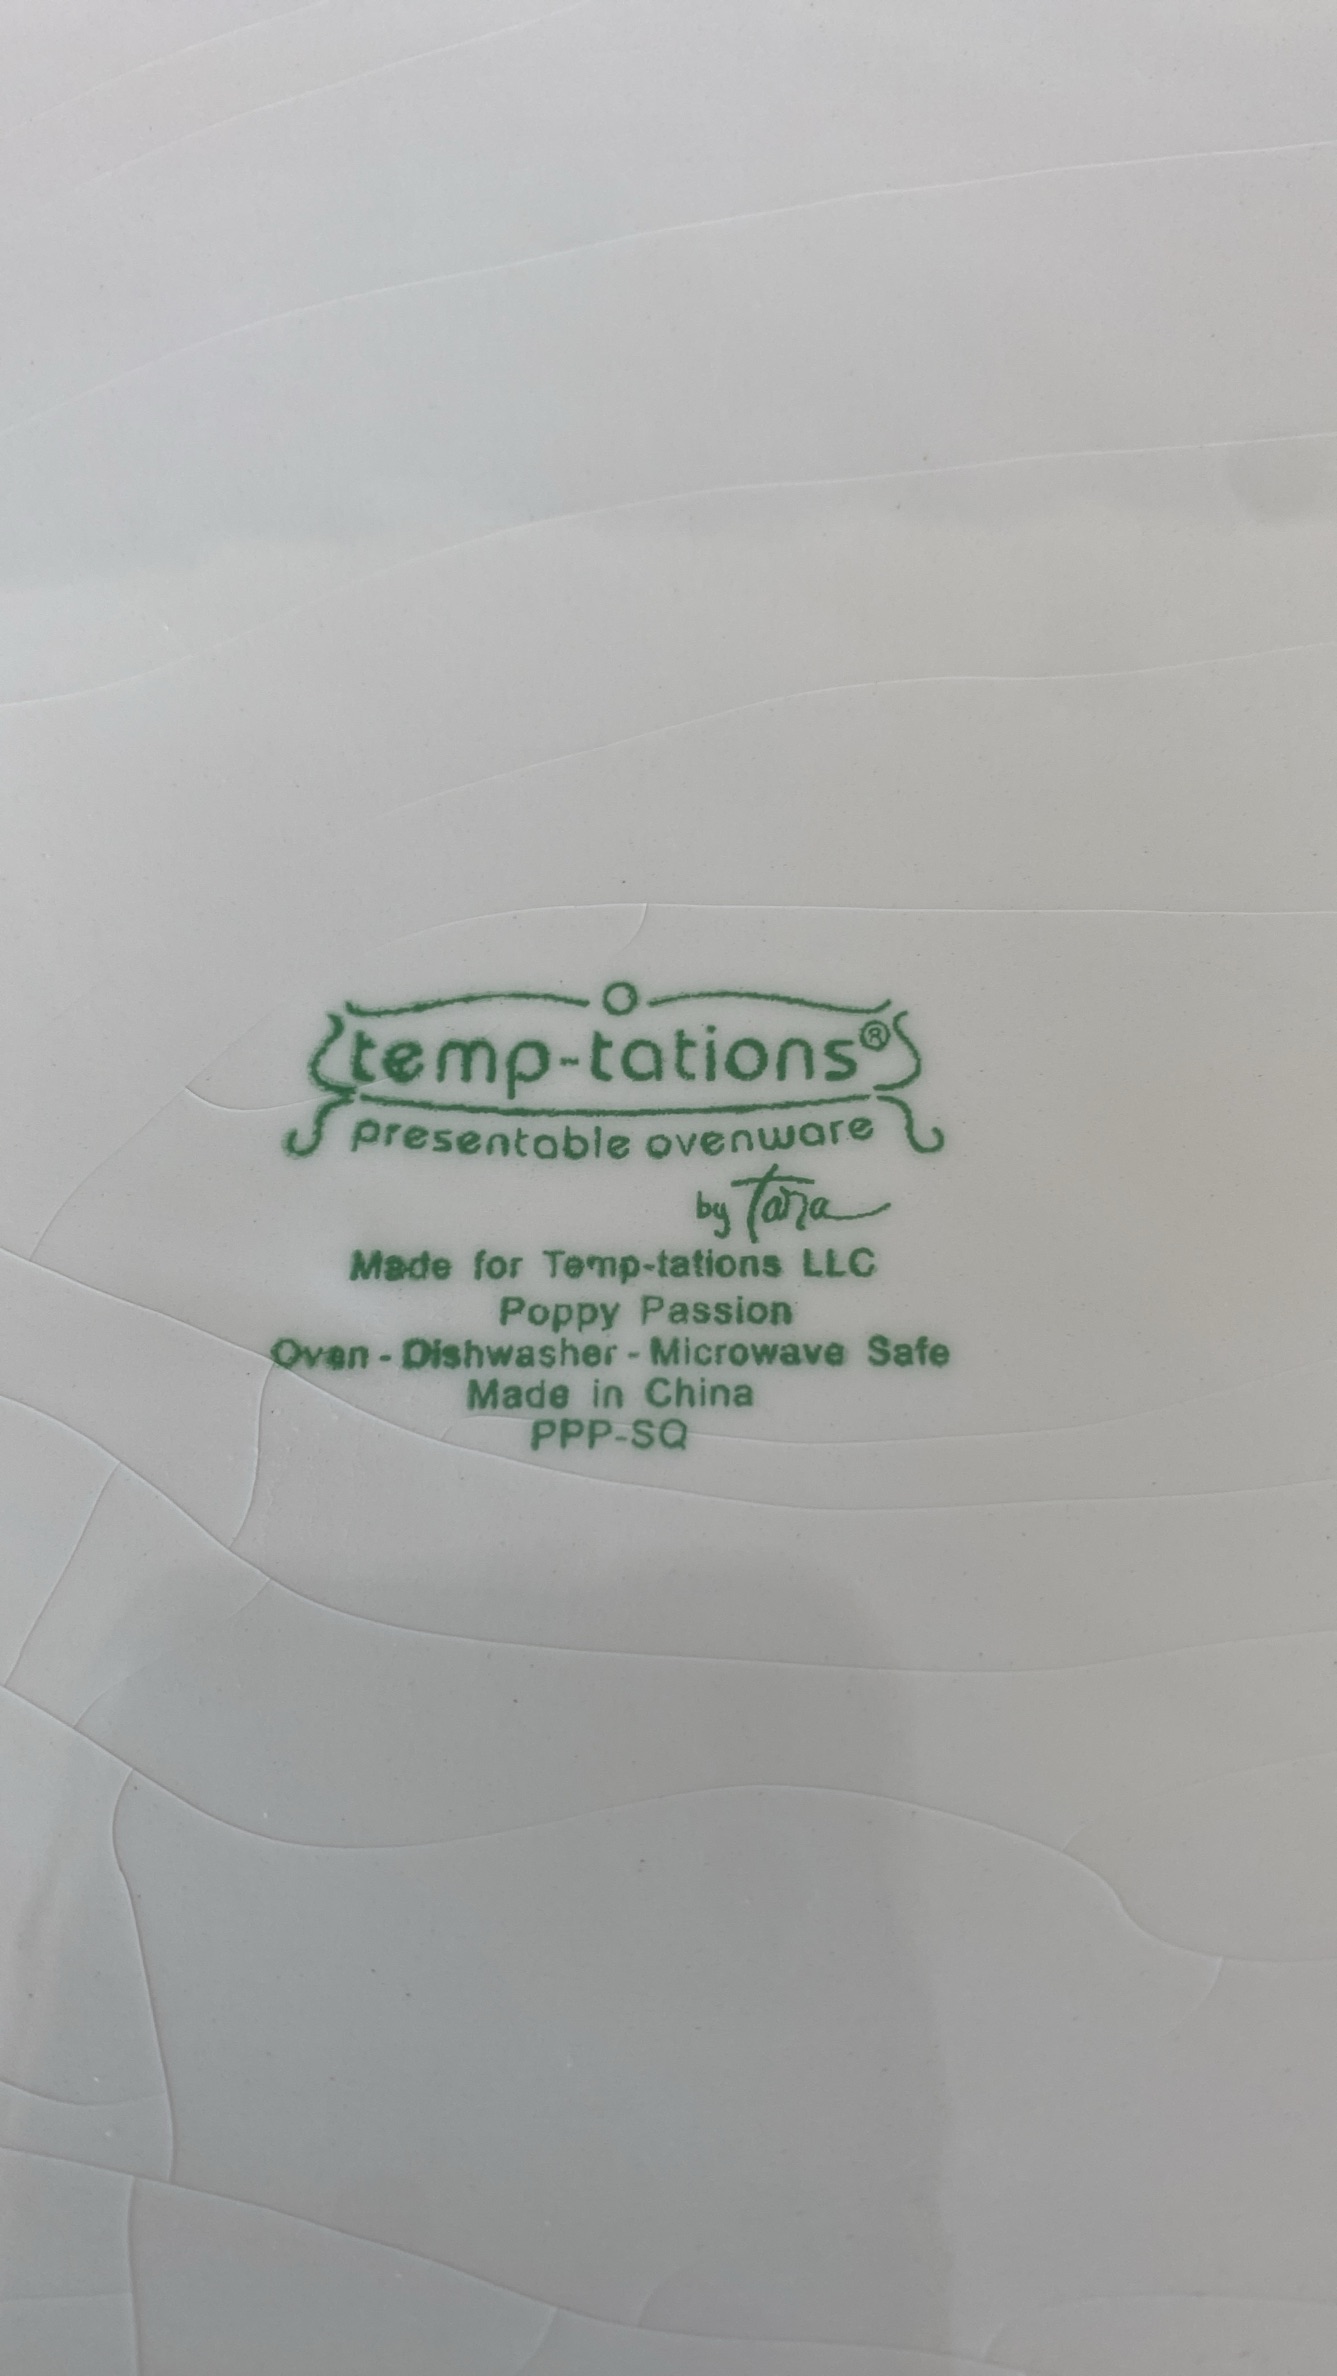 temp-tations®
presentable ovenware
by Tara
Made for Temp-tations LLC
Poppy Passion
Oven - Dishwasher - Microwave Safe
Made in China
PPP-SQ